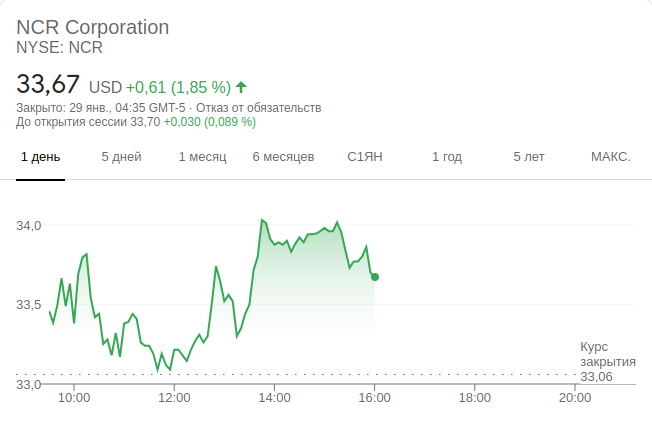 NCR Corporation
NYSE: NCR
33,67 USD +0,61 (1,85 %)
Закрыто: 29 янв., 04:35 GMT-5 · Отказ от обязательств
До открытия сессии 33,70 +0,030 (0,089 %)
1 день 5 дней 1 месяц 6 месяцев С1ЯН 1 год 5 лет МАКС.
34,0
33,5
Курс
закрытия
33,06
33,0
10:00 12:00 14:00 16:00 18:00 20:00